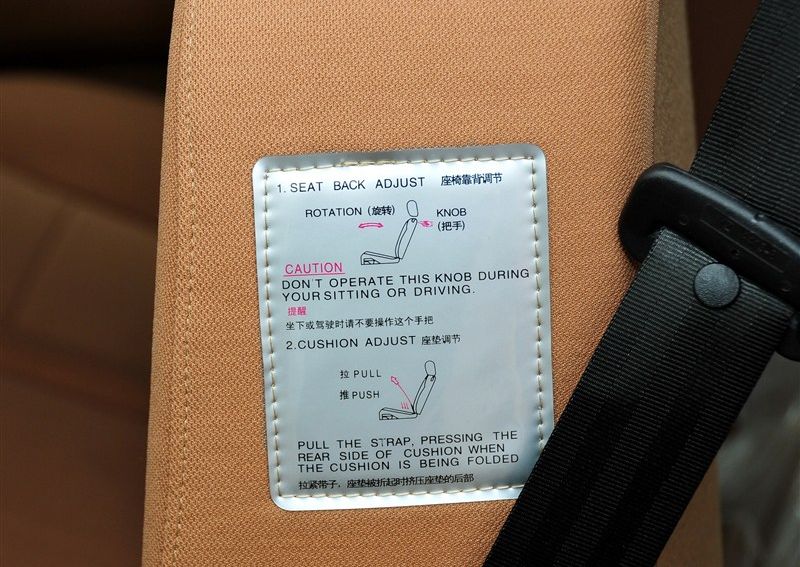 1. SEAT BACK ADJUST 座椅靠背调节
ROTATION (旋转)
KNOB
(把手)
CAUTION
DON T OPERATE THIS KNOB DURING
YOUR SITTING OR DRIVING.
提醒
坐下或驾驶时请不要操作这个手把
2.CUSHION ADJUST 座垫调节
拉 PULL
推 PUSH
PULL THE STRAP, PRESSING THE
REAR SIDE OF CUSHION WHEN
THE CUSHION IS BEING FOLDED
拉紧带子，座垫被折起时挤压座垫的后部